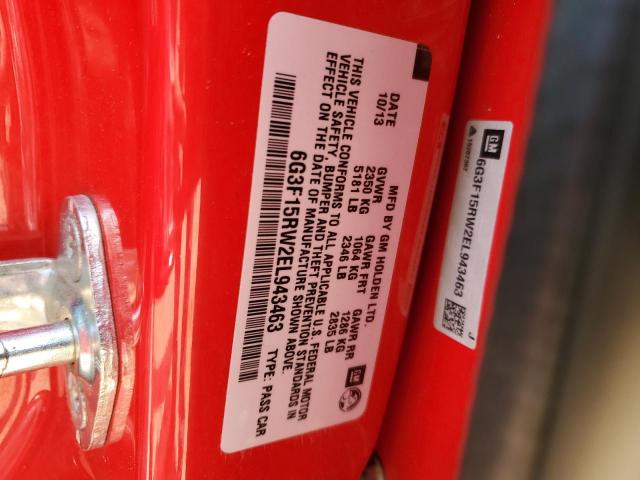 DATE
10/13
MFD BY GM HOLDEN LTD.
GVWR GAWR FRT GAWR RR
2350 KG 1064 KG 1286 KG
5181 LB 2346 LB 2835 LB
THIS VEHICLE CONFORMS TO ALL APPLICABLE U.S. FEDERAL MOTOR
VEHICLE SAFETY, BUMPER AND THEFT PREVENTION STANDARDS IN
EFFECT ON THE DATE OF MANUFACTURE SHOWN ABOVE.
6G3F15RW2EL943463 TYPE: PASS CAR
GM
GM
6G3F15RW2EL943463
J